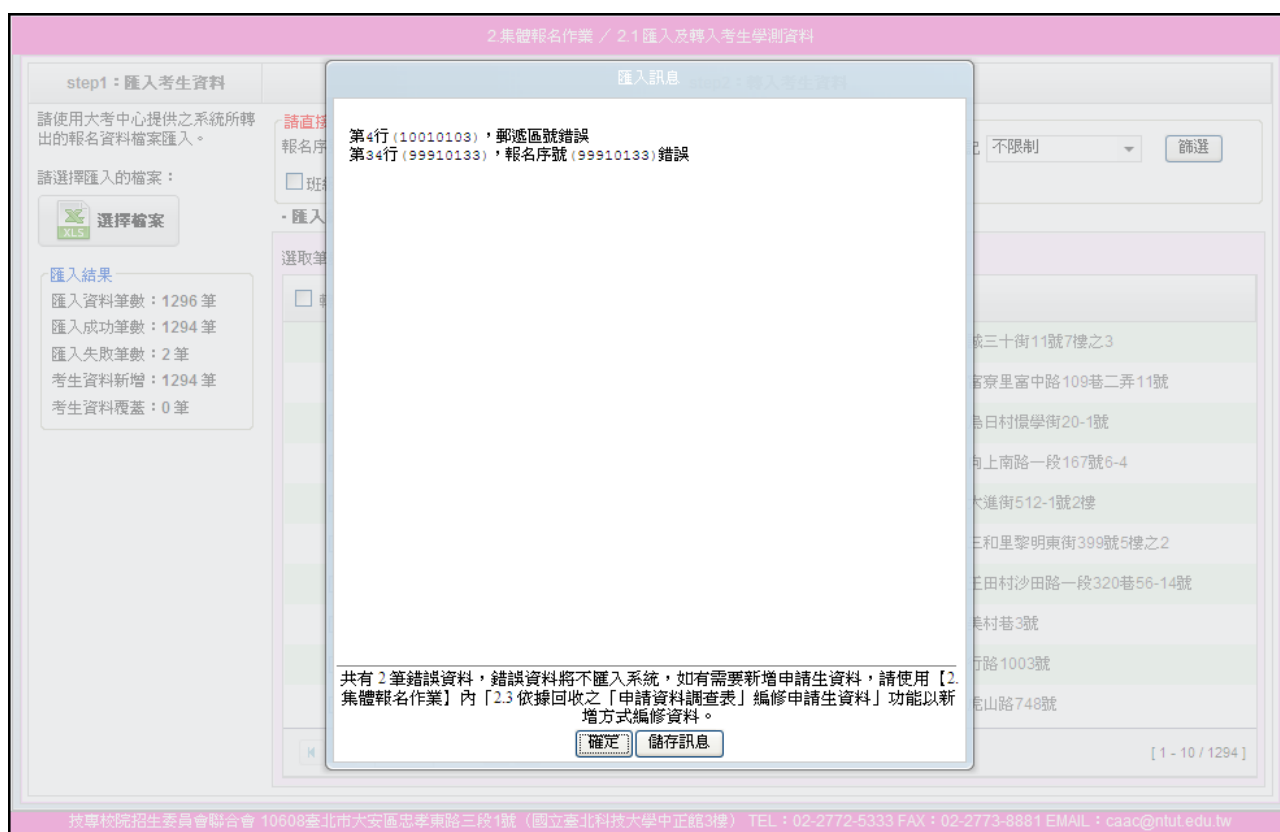 2.集體報名作業 / 2.1 匯入及轉入考生學測資料
step1：匯入考生資料
請使用大考中心提供之系統所轉
出的報名資料檔案匯入。
請選擇匯入的檔案：
XLS
選擇檔案
匯入結果
匯入資料筆數：1296 筆
匯入成功筆數：1294 筆
匯入失敗筆數：2 筆
考生資料新增：1294 筆
考生資料覆蓋：0 筆
匯入訊息
第4行(10010103)，郵遞區號錯誤
第34行(99910133)，報名序號(99910133)錯誤
共有 2 筆錯誤資料，錯誤資料將不匯入系統，如有需要新增申請生資料，請使用【2.
集體報名作業】內「2.3 依據回收之「申請資料調查表」編修申請生資料」功能以新
增方式編修資料。
確定
儲存訊息
請直接
報名序
不限制
篩選
班級
‧匯入
選取筆
三十街11號7樓之3
寮里富中路109巷二弄11號
日村慢學街20-1號
向上南路一段167號6-4
大進街512-1號2樓
三和里黎明東街399號5樓之2
王田村沙田路一段320巷56-14號
美村巷3號
行路1003號
山路748號
[ 1 - 10 / 1294 ]
技專校院招生委員會聯合會 10608臺北市大安區忠孝東路三段1號（國立臺北科技大學中正館3樓） TEL：02-2772-5333 FAX：02-2773-8881 EMAIL：caac@ntut.edu.tw